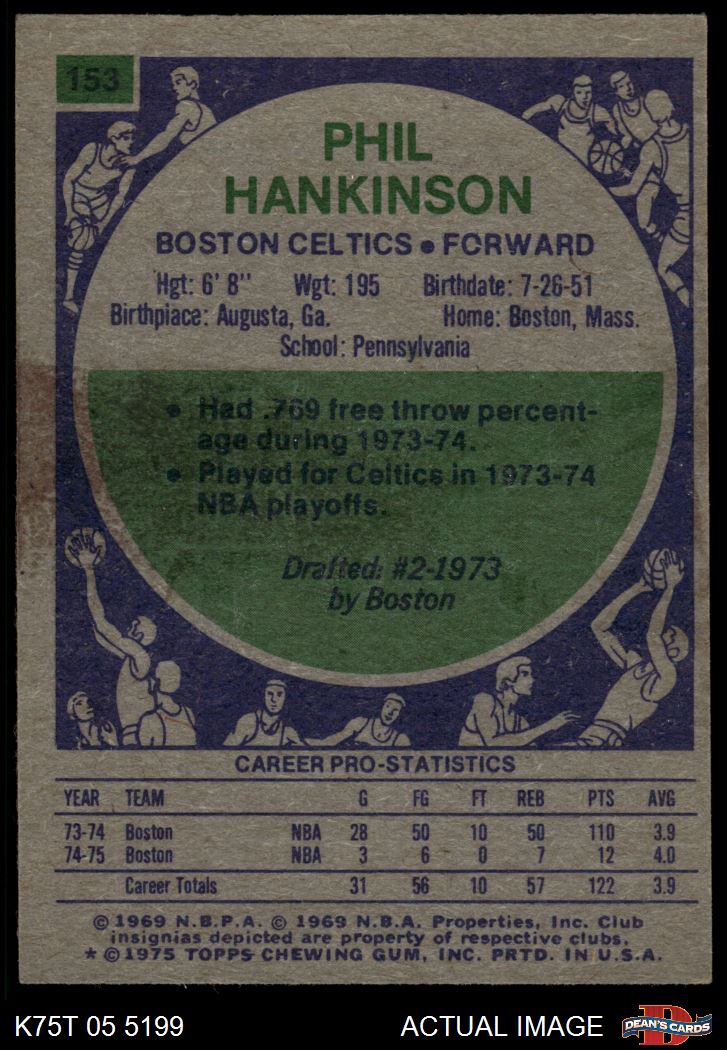 153
PHIL
HANKINSON
BOSTON CELTICS • FORWARD
Hgt: 6' 8" Wgt: 195 Birthdate: 7-26-51
Birthplace: Augusta, Ga. Home: Boston, Mass.
School: Pennsylvania
• Had .769 free throw percent-
age during 1973-74.
• Played for Celtics in 1973-74
NBA playoffs.
Drafted: #2-1973
by Boston
CAREER PRO-STATISTICS
YEAR TEAM G FG FT REB PTS AVG
73-74 Boston NBA 28 50 10 50 110 3.9
74-75 Boston NBA 3 6 0 7 12 4.0
Career Totals 31 56 10 57 122 3.9
© 1969 N.B.P.A. © 1969 N.B.A. Properties, Inc. Club
insignias depicted are property of respective clubs.
* © 1975 TOPPS CHEWING GUM, INC. PRTD. IN U.S.A.
K75T 05 5199 ACTUAL IMAGE
D
DEAN'S CARDS